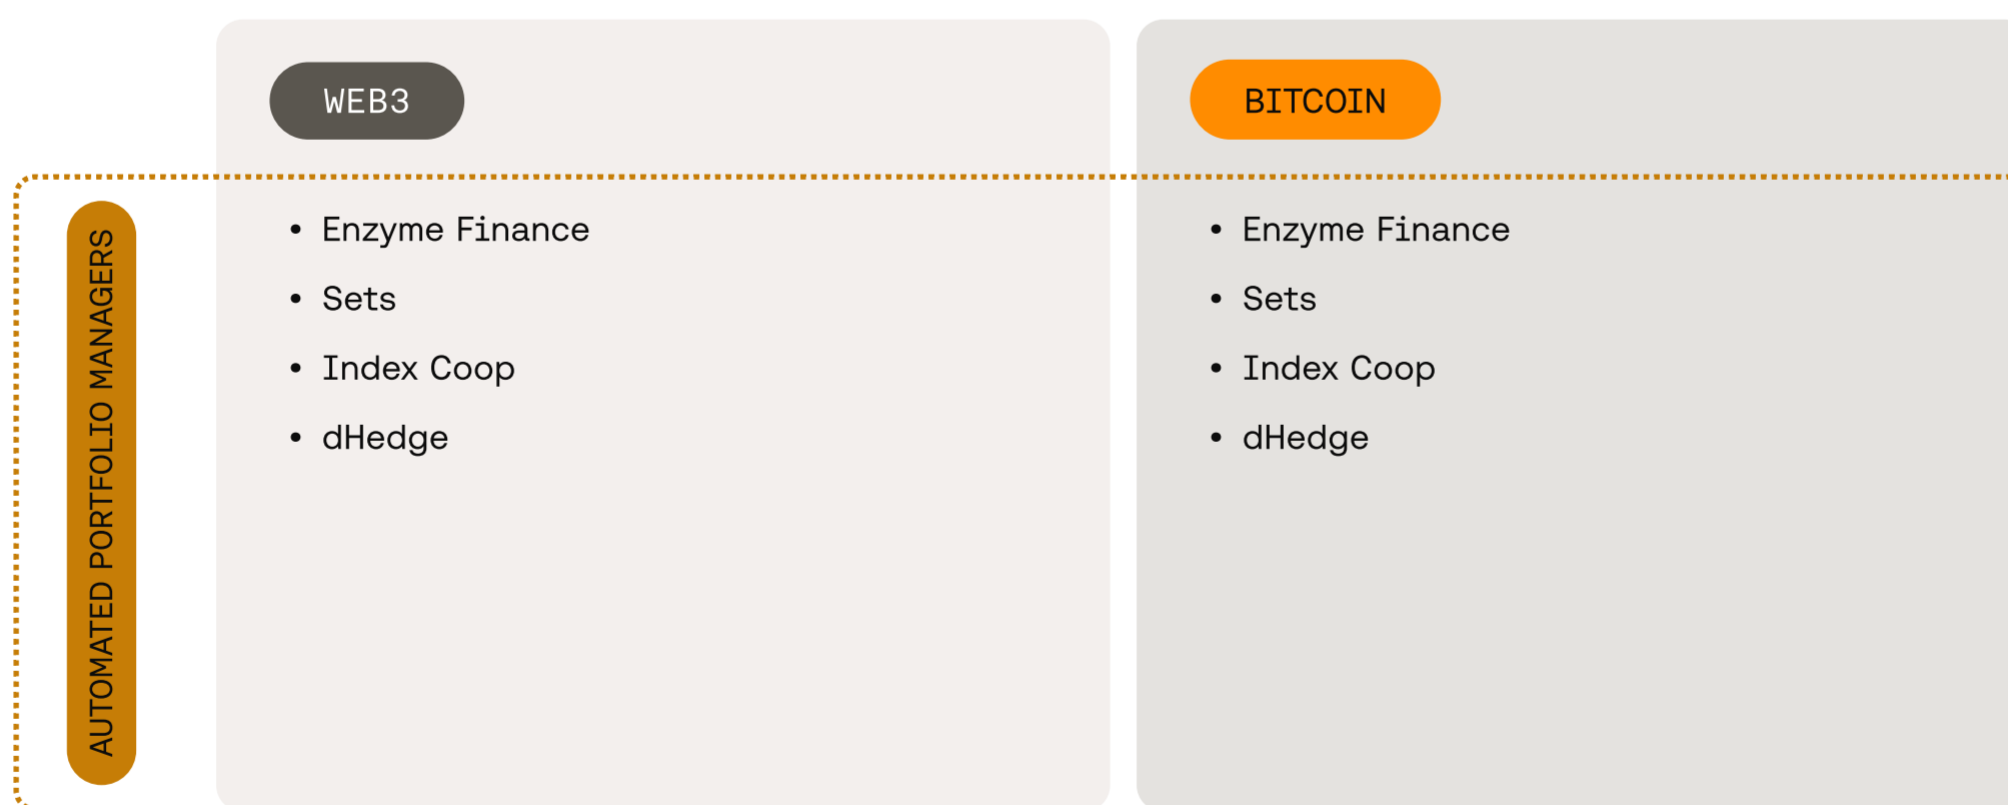 WEB3
BITCOIN
AUTOMATED PORTFOLIO MANAGERS
• Enzyme Finance
• Sets
• Index Coop
• dHedge
• Enzyme Finance
• Sets
• Index Coop
• dHedge